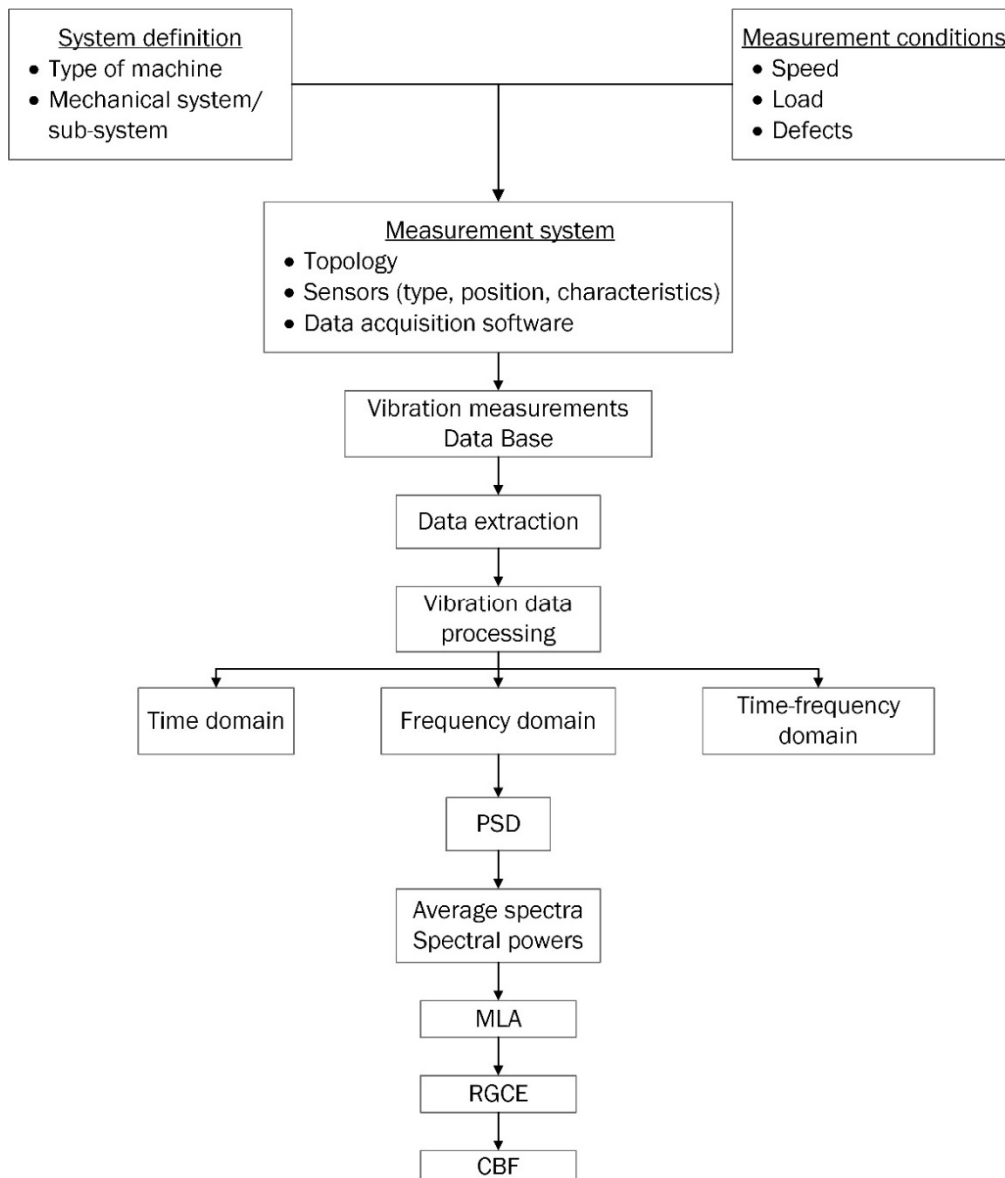 System definition
• Type of machine
• Mechanical system/
sub-system
Measurement conditions
• Speed
• Load
• Defects
Measurement system
• Topology
• Sensors (type, position, characteristics)
• Data acquisition software
Vibration measurements
Data Base
Data extraction
Vibration data
processing
Time domain
Frequency domain
Time-frequency
domain
PSD
Average spectra
Spectral powers
MLA
RGCE
CBF